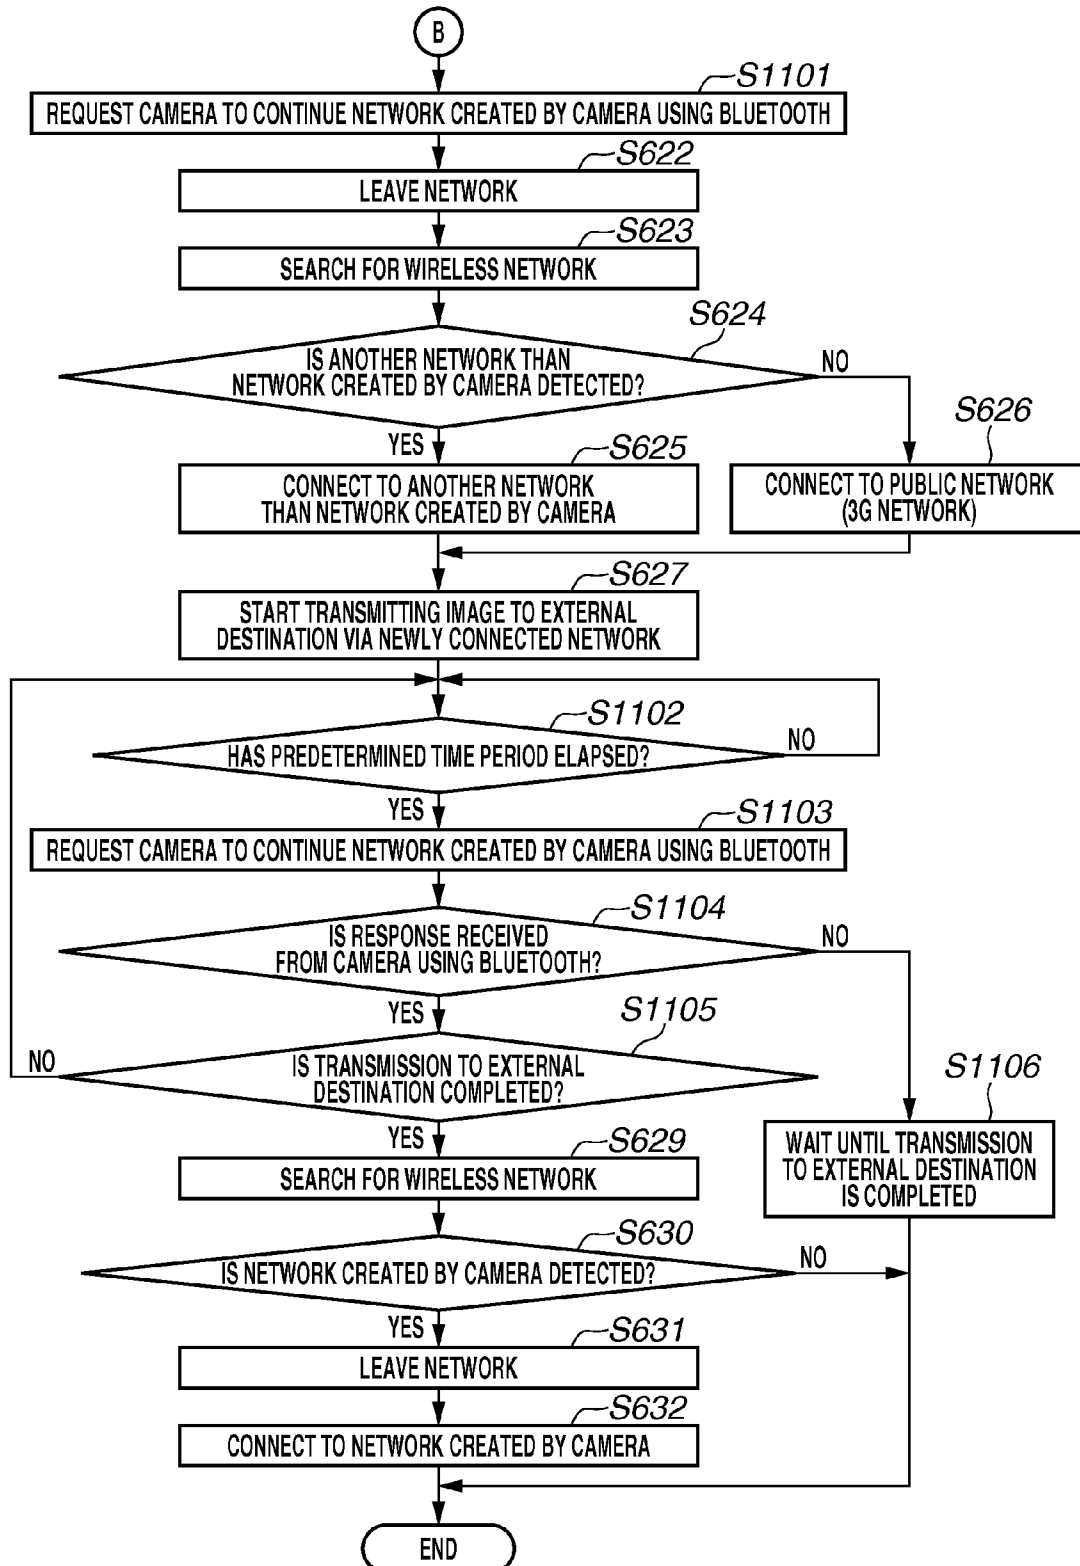 B
S1101
REQUEST CAMERA TO CONTINUE NETWORK CREATED BY CAMERA USING BLUETOOTH
S622
LEAVE NETWORK
S623
SEARCH FOR WIRELESS NETWORK
S624
IS ANOTHER NETWORK THAN
NETWORK CREATED BY CAMERA DETECTED?
NO
YES
S625
CONNECT TO ANOTHER NETWORK
THAN NETWORK CREATED BY CAMERA
S626
CONNECT TO PUBLIC NETWORK
(3G NETWORK)
S627
START TRANSMITTING IMAGE TO EXTERNAL
DESTINATION VIA NEWLY CONNECTED NETWORK
S1102
HAS PREDETERMINED TIME PERIOD ELAPSED?
NO
YES
S1103
REQUEST CAMERA TO CONTINUE NETWORK CREATED BY CAMERA USING BLUETOOTH
S1104
IS RESPONSE RECEIVED
FROM CAMERA USING BLUETOOTH?
NO
YES
S1105
IS TRANSMISSION TO EXTERNAL
DESTINATION COMPLETED?
NO
YES
S1106
WAIT UNTIL TRANSMISSION
TO EXTERNAL DESTINATION
IS COMPLETED
S629
SEARCH FOR WIRELESS NETWORK
S630
IS NETWORK CREATED BY CAMERA DETECTED?
NO
YES
S631
LEAVE NETWORK
S632
CONNECT TO NETWORK CREATED BY CAMERA
END